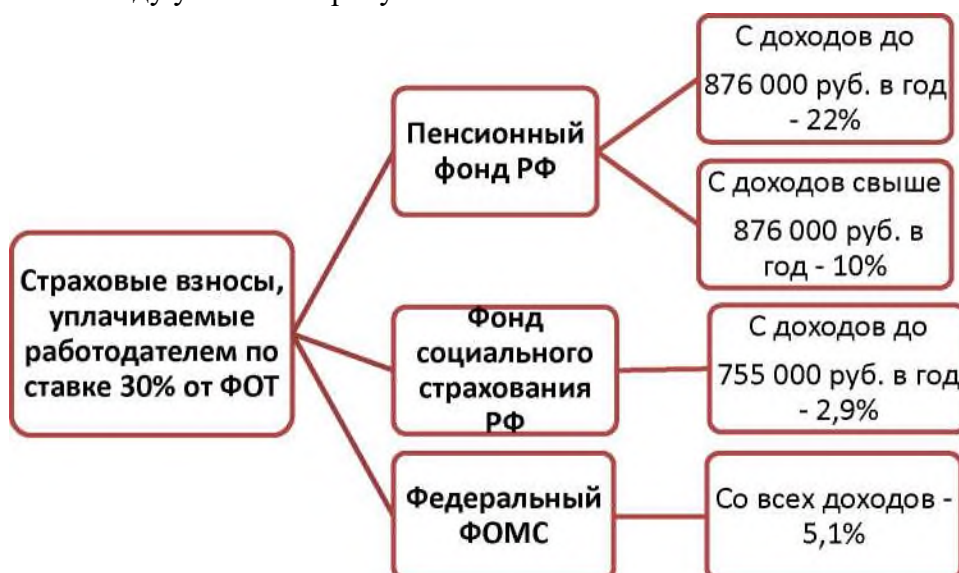 Страховые взносы,
уплачиваемые
работодателем по
ставке 30% от ФОТ
Пенсионный
фонд РФ
С доходов до
876 000 руб. в год
- 22%
С доходов свыше
876 000 руб. в
год - 10%
Фонд
социального
страхования
РФ
С доходов до
755 000 руб. в год
- 2,9%
Федеральный
ФОМС
Со всех доходов -
5,1%